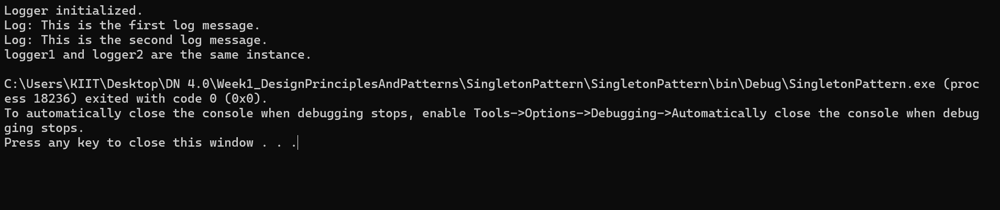 Logger initialized.
Log: This is the first log message.
Log: This is the second log message.
logger1 and logger2 are the same instance.
C:\Users\KIIT\Desktop\DN 4.0\Week1_DesignPrinciplesAndPatterns\SingletonPattern\SingletonPattern\bin\Debug\SingletonPattern.exe (proc
ess 18236) exited with code 0 (0x0).
To automatically close the console when debugging stops, enable Tools->Options->Debugging->Automatically close the console when debug
ging stops.
Press any key to close this window . . .